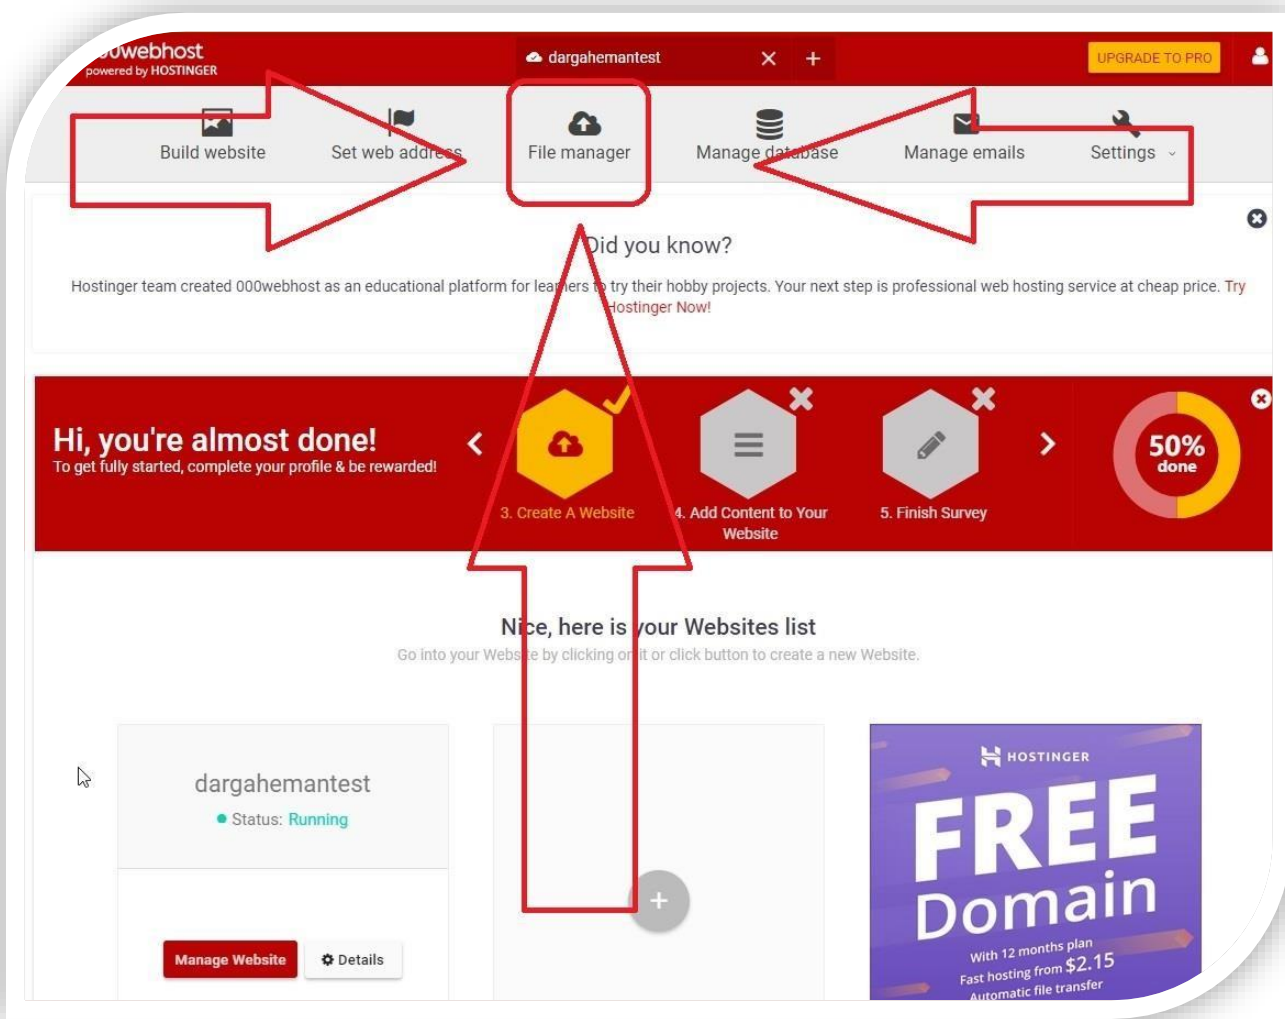 00webhost
powered by HOSTINGER
dargahemantest
UPGRADE TO PRO
Build website
Set web address
File manager
Manage database
Manage emails
Settings
Did you know?
Hostinger team created 000webhost as an educational platform for learners to try their hobby projects. Your next step is professional web hosting service at cheap price. Try
Hostinger Now!
Hi, you're almost done!
To get fully started, complete your profile & be rewarded!
3. Create A Website
4. Add Content to Your
Website
5. Finish Survey
50%
done
Nice, here is your Websites list
Go into your Website by clicking on it or click button to create a new Website.
dargahemantest
Status: Running
Manage Website
Details
HOSTINGER
FREE
Domain
With 12 months plan
Fast hosting from $2.15
Automatic file transfer